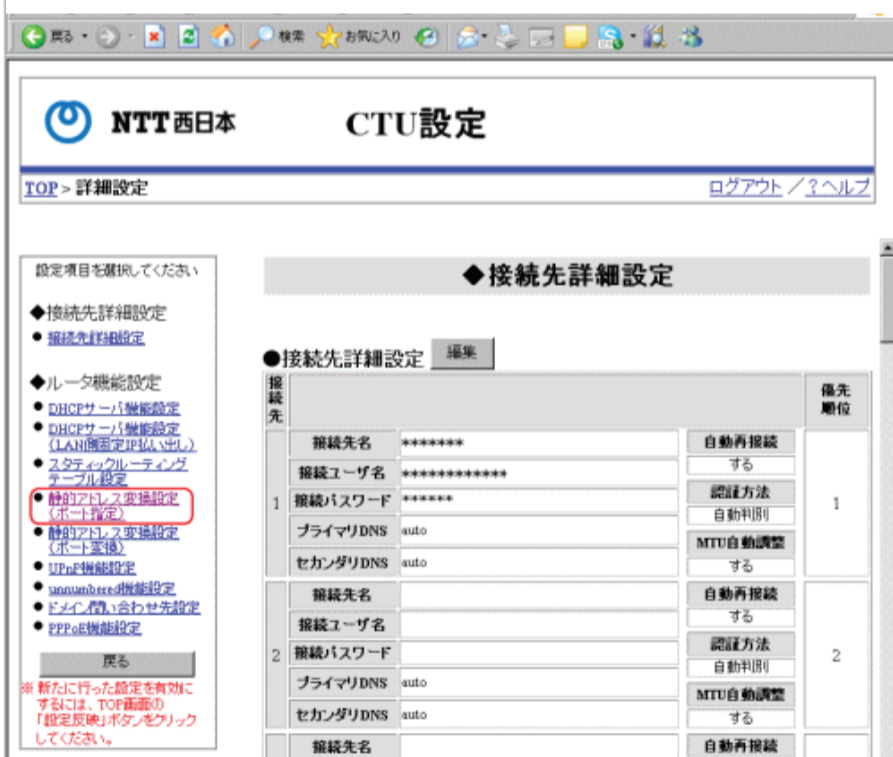 戻る
検索
お気に入り
NTT西日本
CTU設定
TOP > 詳細設定
ログアウト / ?ヘルプ
設定項目を選択してください
◆接続先詳細設定
● 接続先詳細設定
◆ルータ機能設定
● DHCPサーバ機能設定
● DHCPサーバ機能設定
(LAN側固定IP払い出し)
● スタティックルーティング
テーブル設定
● 静的アドレス変換設定
(ポート指定)
● 静的アドレス変換設定
(ポート変換)
● UPnP機能設定
● unnumbered機能設定
● ドメイン問い合わせ先設定
● PPPoE機能設定
戻る
※ 新たに行った設定を有効に
するには、TOP画面の
「設定反映」ボタンをクリック
してください。
◆接続先詳細設定
●接続先詳細設定 編集
接続先
優先
順位
1
接続先名 *******
接続ユーザ名 ************
接続パスワード ******
プライマリDNS auto
セカンダリDNS auto
自動再接続
する
認証方法
自動判別
MTU自動調整
する
1
2
接続先名
接続ユーザ名
接続パスワード
プライマリDNS auto
セカンダリDNS auto
自動再接続
する
認証方法
自動判別
MTU自動調整
する
2
接続先名
自動再接続